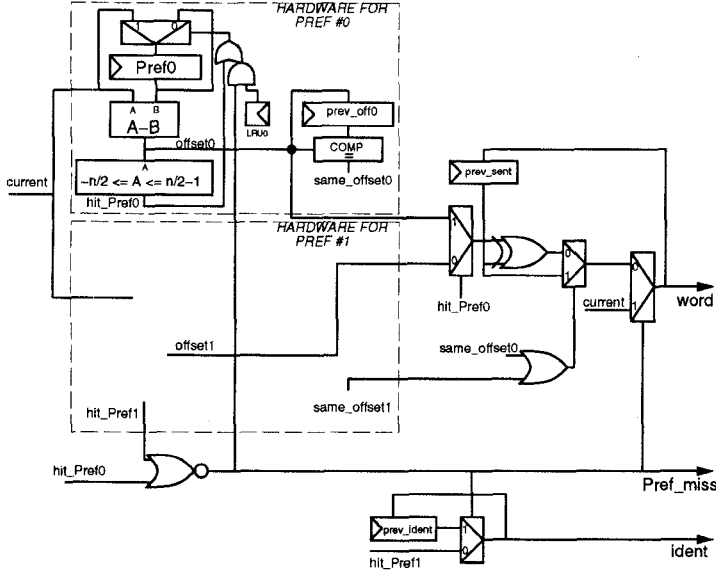 HARDWARE FOR
PREF #0
1 0
Pref0
A B
A-B
LRU0
prev_off0
offset0
COMP
=
A
-n/2 <= A <= n/2-1
same_offset0
current
hit_Pref0
prev_sent
HARDWARE FOR
PREF #1
1
0
0
1
0
1
hit_Pref0
current
word
offset1
same_offset0
hit_Pref1
same_offset1
hit_Pref0
Pref_miss
prev_ident
1
0
hit_Pref1
ident